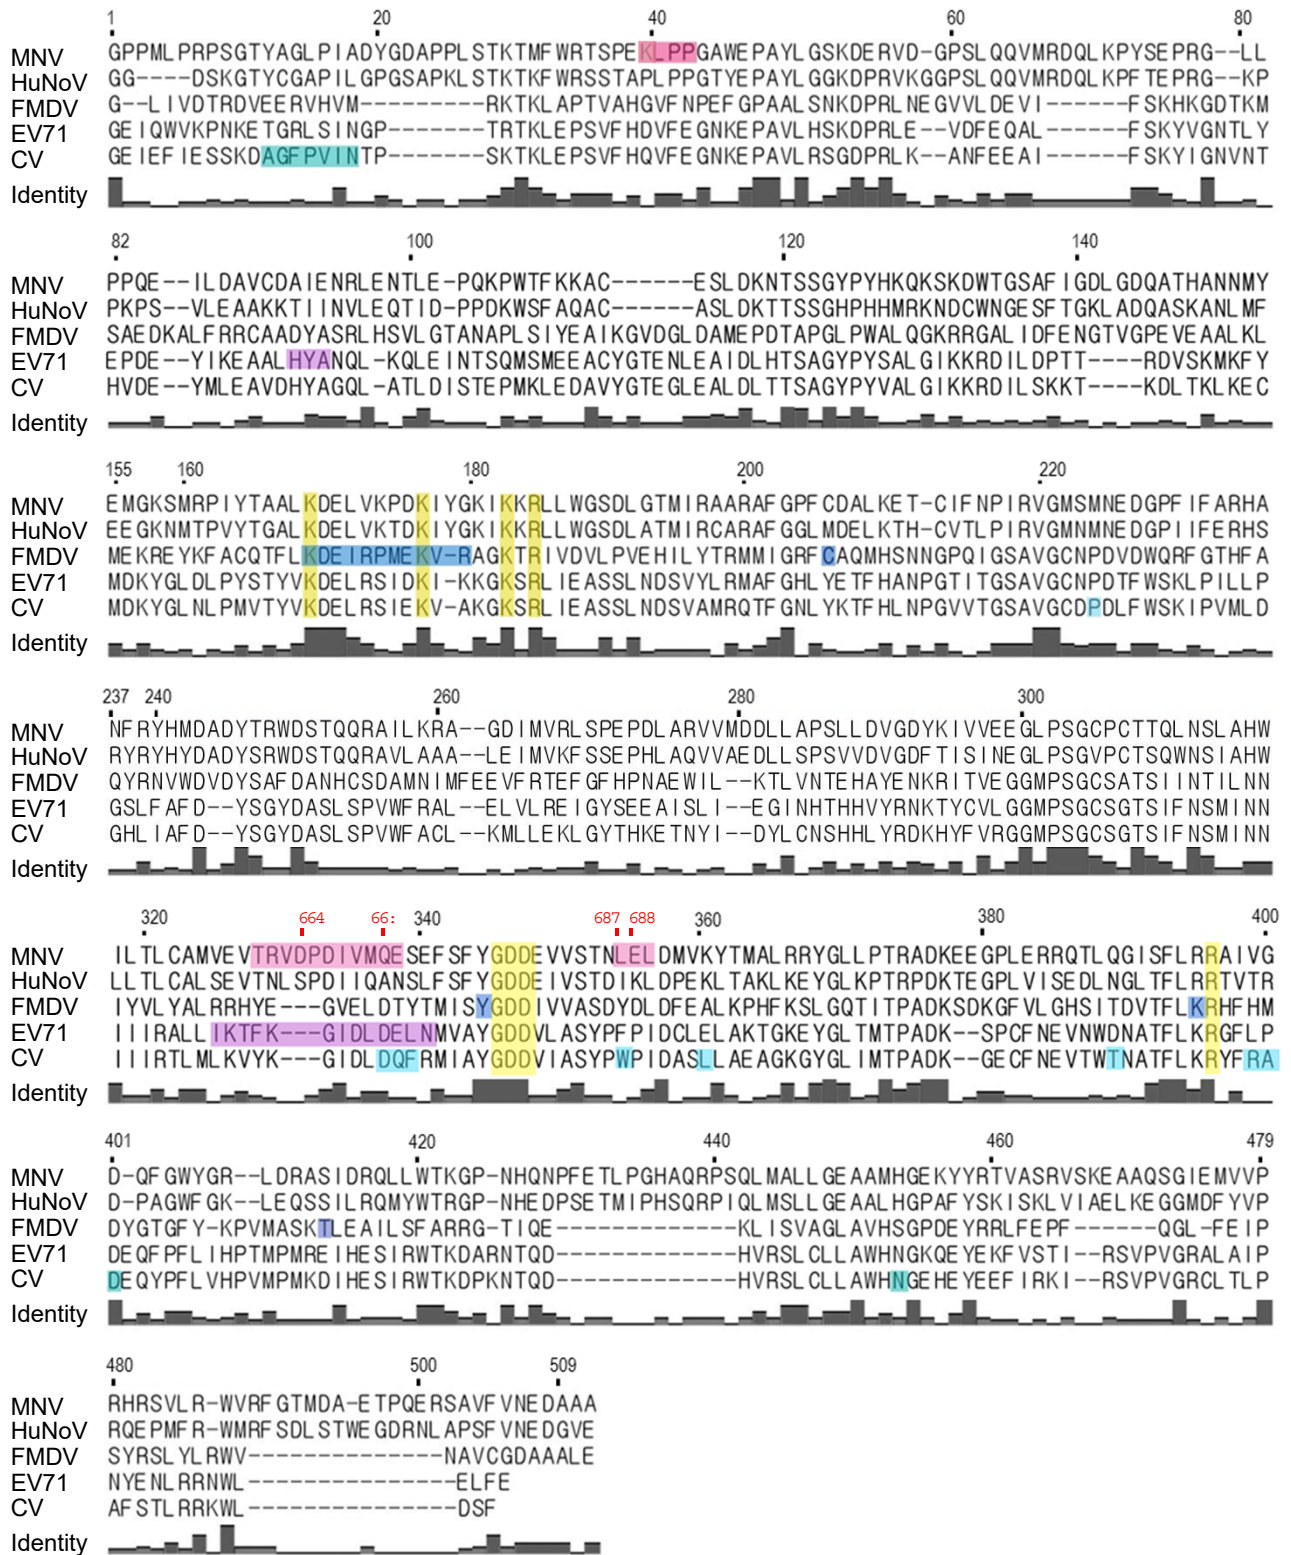 1 20 40 60 80
MNV GPPMLPRPSGTYAGLPIADYGDAPPLSTKTMFWRTSPEKLPPGAWEPAYLGSKDERVD-GPSLQQVMRDQLKPYSEPRG--LL
HuNoV GG----DSKGTYCGAPILGPGSAPKLSTKTKFWRSSTAPLPPGTYEPAYLGGKDPRVKGGPSLQQVMRDQLKPFTEPRG--KP
FMDV G--LIVDTRDVEERVHVM---------RKTKLAPTVAHGVFNPEFGPAALSNKDPRLNEGVVLDEVI------FSKHKGDTKM
EV71 GEIQWVKPNKETGRLSINGP-------TRTKLEPSVFHDVFEGNKEPAVLHSKDPRLE--VDFEQAL------FSKYVGNTLY
CV GEIEFIESSKDAGFPVINTP-------SKTKLEPSVFHQVFEGNKEPAVLRSGDPRLK--ANFEEAI------FSKYIGNVNT
Identity
82 100 120 140
MNV PPQE--ILDAVCDAIENRLENTLE-PQKPWTFKKAC------ESLDKNTSSGYPYHKQKSKDWTGSAFIGDLGDQATHANNMY
HuNoV PKPS--VLEAAKKTIINVLEQTID-PPDKWSFAQAC------ASLDKTTSSGHPHHMRKNDCWNGESFTGKLADQASKANLMF
FMDV SAEDKALFRRCAADYASRLHSVLGTANAPLSIYEAIKGVDGLDAMEPDTAPGLPWALQGKRRGALIDFENGTVGPEVEAALKL
EV71 EPDE--YIKEAALHYANQL-KQLEINTSQMSMEEACYGTENLEAIDLHTSAGYPYSALGIKKRDILDPTT----RDVSKMKFY
CV HVDE--YMLEAVDHYAGQL-ATLDISTEPMKLEDAVYGTEGLEALDLTTSAGYPYVALGIKKRDILSKKT----KDLTKLKEC
Identity
155 160 180 200 220
MNV EMGKSMRPIYTAALKDELVKPDKIYGKIKKRLLWGSDLGTMIRAARAFGPFCDALKET-CIFNPIRVGMSMNEDGPFIFARHA
HuNoV EEGKNMTPVYTGALKDELVKTDKIYGKIKKRLLWGSDLATMIRCARAFGGLMDELKTH-CVTLPIRVGMNMNEDGPIIFERHS
FMDV MEKREYKFACQTFLKDEIRPMEKV-RAGKTRIVDVLPVEHILYTRMMIGRFCAQMHSNNGPQIGSAVGCNPDVDWQRFGTHFA
EV71 MDKYGLDLPYSTYVKDELRSIDKI-KKGKSRLIEASSLNDSVYLRMAFGHLYETFHANPGTITGSAVGCNPDTFWSKLPILLP
CV MDKYGLNLPMVTYVKDELRSIEKV-AKGKSRLIEASSLNDSVAMRQTFGNLYKTFHLNPGVVTGSAVGCDPDLFWSKIPVMLD
Identity
237 240 260 280 300
MNV NFRYHMDADYTRWDSTQQRAILKRA--GDIMVRLSPEPDLARVVMDDLLAPSLLDVGDYKIVVEEGLPSGCPCTTQLNSLAHW
HuNoV RYRYHYDADYSRWDSTQQRAVLAAA--LEIMVKFSSEPHLAQVVAEDLLSPSVVDVGDFTISINEGLPSGVPCTSQWNSIAHW
FMDV QYRNVWDVDYSAFDANHCSDAMNIMFEEVFRTEFGFHPNAEWIL--KTLVNTEHAYENKRITVEGGMPSGCSATSIINTILNN
EV71 GSLFAFD--YSGYDASLSPVWFRAL--ELVLREIGYSEEAISLI--EGINHTHHVYRNKTYCVLGGMPSGCSGTSIFNSMINN
CV GHLIAFD--YSGYDASLSPVWFACL--KMLLEKLGYTHKETNYI--DYLCNSHHLYRDKHYFVRGGMPSGCSGTSIFNSMINN
Identity
320 664 66: 340 687 688 360 380 400
MNV ILTLCAMVEVTRVDPDIVMQESEFSFYGDDEVVSTNLELDMVKYTMALRRYGLLPTRADKEEGPLERRQTLQGISFLRRAIVG
HuNoV LLTLCALSEVTNLSPDIIQANSLFSFYGDDEIVSTDIKLDPEKLTAKLKEYGLKPTRPDKTEGPLVISEDLNGLTFLRRTVTR
FMDV IYVLYALRRHYE---GVELDTYTMISYGDDIVVASDYDLDFEALKPHFKSLGQTITPADKSDKGFVLGHSITDVTFLKRHFHM
EV71 IIIRALLIKTFK---GIDLDELNMVAYGDDVLASYPFPIDCLELAKTGKEYGLTMTPADK--SPCFNEVNWDNATFLKRGFLP
CV IIIRTLMLKVYK---GIDLDQFRMIAYGDDVIASYPWPIDASLLAEAGKGYGLIMTPADK--GECFNEVTWTNATFLKRYFRA
Identity
401 420 440 460 479
MNV D-QFGWYGR--LDRASIDRQLLWTKGP-NHQNPFETLPGHAQRPSQLMALLGEAAMHGEKYYRTVASRVSKEAAQSGIEMVVP
HuNoV D-PAGWFGK--LEQSSILRQMYWTRGP-NHEDPSETMIPHSQRPIQLMSLLGEAALHGPAFYSKISKLVIAELKEGGMDFYVP
FMDV DYGTGFY-KPVMASKTLEAILSFARRG-TIQE-------------KLISVAGLAVHSGPDEYRRLFEPF------QGL-FEIP
EV71 DEQFPFLIHPTMPMREIHESIRWTKDARNTQD-------------HVRSLCLLAWHNGKQEYEKFVSTI--RSVPVGRALAIP
CV DEQYPFLVHPVMPMKDIHESIRWTKDPKNTQD-------------HVRSLCLLAWHNGEHEYEEFIRKI--RSVPVGRCLTLP
Identity
480 500 509
MNV RHRSVLR-WVRFGTMDA-ETPQERSAVFVNEDAAA
HuNoV RQEPMFR-WMRFSDLSTWEGDRNLAPSFVNEDGVE
FMDV SYRSLYLRWV--------------NAVCGDAAALE
EV71 NYENLRRNWL---------------ELFE
CV AFSTLRRKWL---------------DSF
Identity